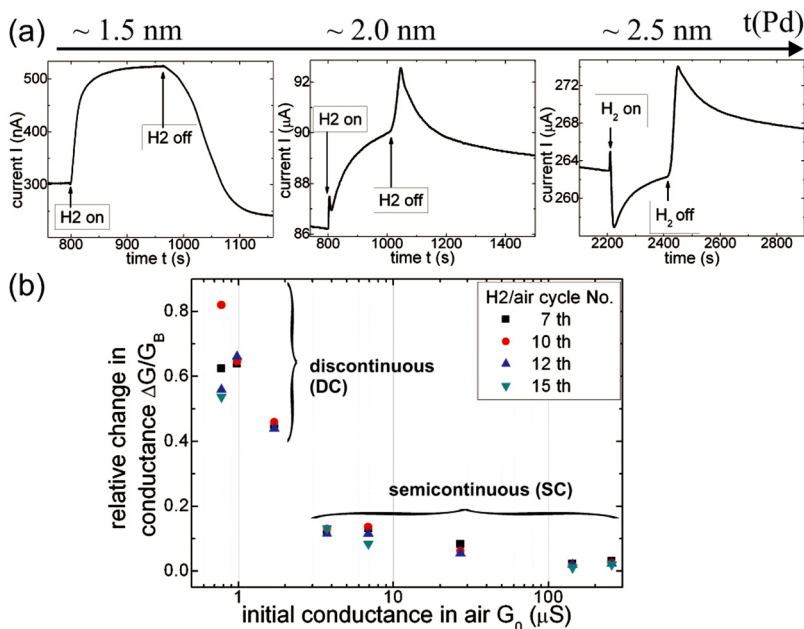 (a)
~ 1.5 nm
~ 2.0 nm
~ 2.5 nm
t(Pd)
current I (nA)
500
400
300
H2 on
H2 off
800
900
1000
1100
time t (s)
current I (µA)
92
90
88
86
H2 on
H2 off
800
1000
1200
1400
time t (s)
current I (µA)
272
268
264
260
H2 on
H2 off
2200
2400
2600
2800
time (s)
(b)
relative change in
conductance ΔG/GB
0.8
0.6
0.4
0.2
0.0
discontinuous
(DC)
semicontinuous (SC)
H2/air cycle No.
7 th
10 th
12 th
15 th
1
10
100
initial conductance in air G0 (µS)